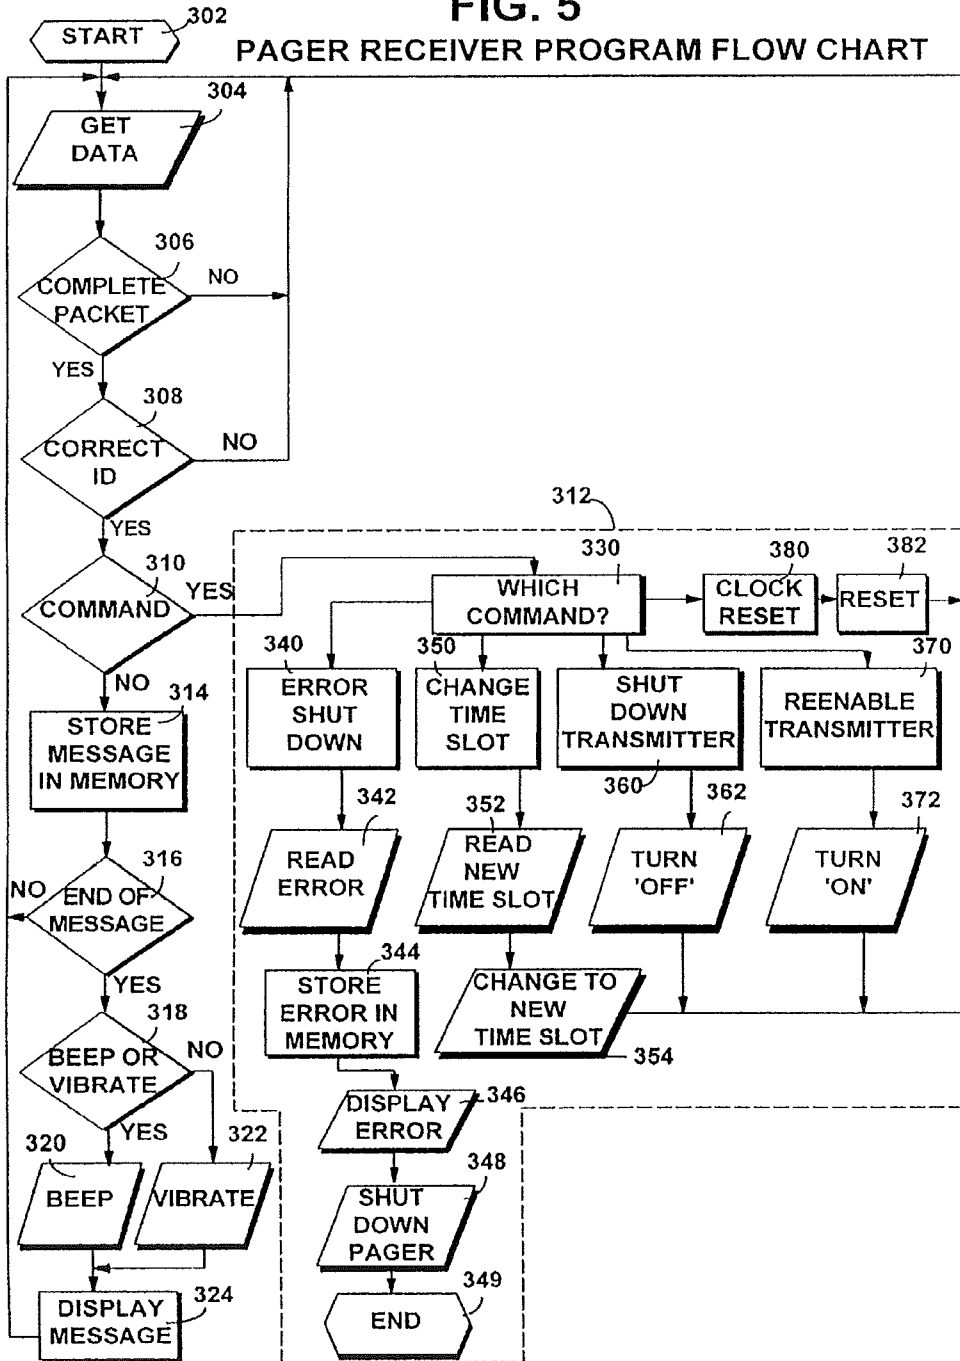 FIG. 5
PAGER RECEIVER PROGRAM FLOW CHART
START
302
GET
DATA
304
COMPLETE
PACKET
306
NO
YES
CORRECT
ID
308
NO
YES
COMMAND
310
YES
NO
STORE
MESSAGE
IN MEMORY
314
END OF
MESSAGE
316
NO
YES
BEEP OR
VIBRATE
318
NO
YES
BEEP
320
VIBRATE
322
DISPLAY
MESSAGE
324
312
WHICH
COMMAND?
330
CLOCK
RESET
380
RESET
382
ERROR
SHUT
DOWN
340
CHANGE
TIME
SLOT
350
SHUT
DOWN
TRANSMITTER
360
REENABLE
TRANSMITTER
370
READ
ERROR
342
READ
NEW
TIME SLOT
352
TURN
'OFF'
362
TURN
'ON'
372
STORE
ERROR IN
MEMORY
344
CHANGE TO
NEW
TIME SLOT
354
DISPLAY
ERROR
346
SHUT
DOWN
PAGER
348
END
349